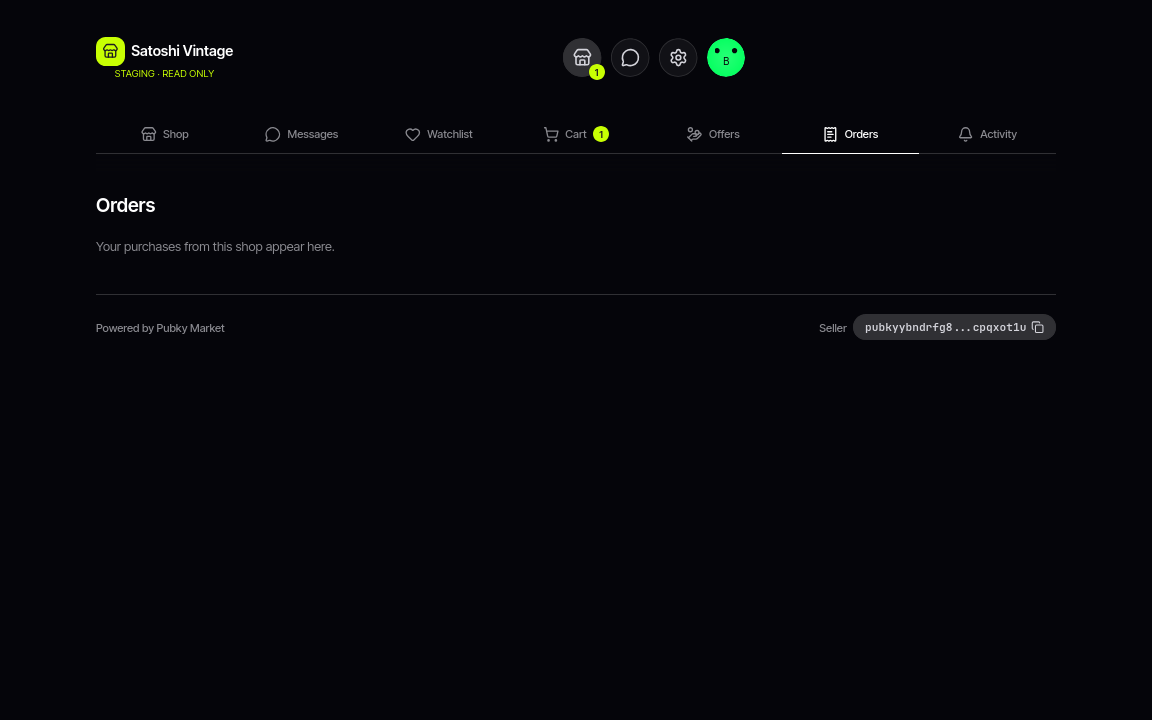 Satoshi Vintage
STAGING · READ ONLY
1
B
Shop
Messages
Watchlist
Cart 1
Offers
Orders
Activity
Orders
Your purchases from this shop appear here.
Powered by Pubky Market
Seller pubkyybndrfg8...cpqxot1u